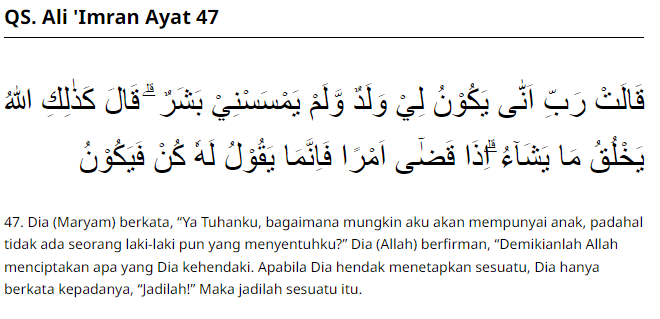 QS. Ali 'Imran Ayat 47
قَالَتْ رَبِّ اَنّٰى يَكُوْنُ لِيْ وَلَدٌ وَّلَمْ يَمْسَسْنِيْ بَشَرٌ ۗ قَالَ كَذٰلِكِ اللّٰهُ
يَخْلُقُ مَا يَشَاۤءُ ۗاِذَا قَضٰٓى اَمْرًا فَاِنَّمَا يَقُوْلُ لَهٗ كُنْ فَيَكُوْنُ
47. Dia (Maryam) berkata, “Ya Tuhanku, bagaimana mungkin aku akan mempunyai anak, padahal
tidak ada seorang laki-laki pun yang menyentuhku?” Dia (Allah) berfirman, “Demikianlah Allah
menciptakan apa yang Dia kehendaki. Apabila Dia hendak menetapkan sesuatu, Dia hanya
berkata kepadanya, “Jadilah!” Maka jadilah sesuatu itu.